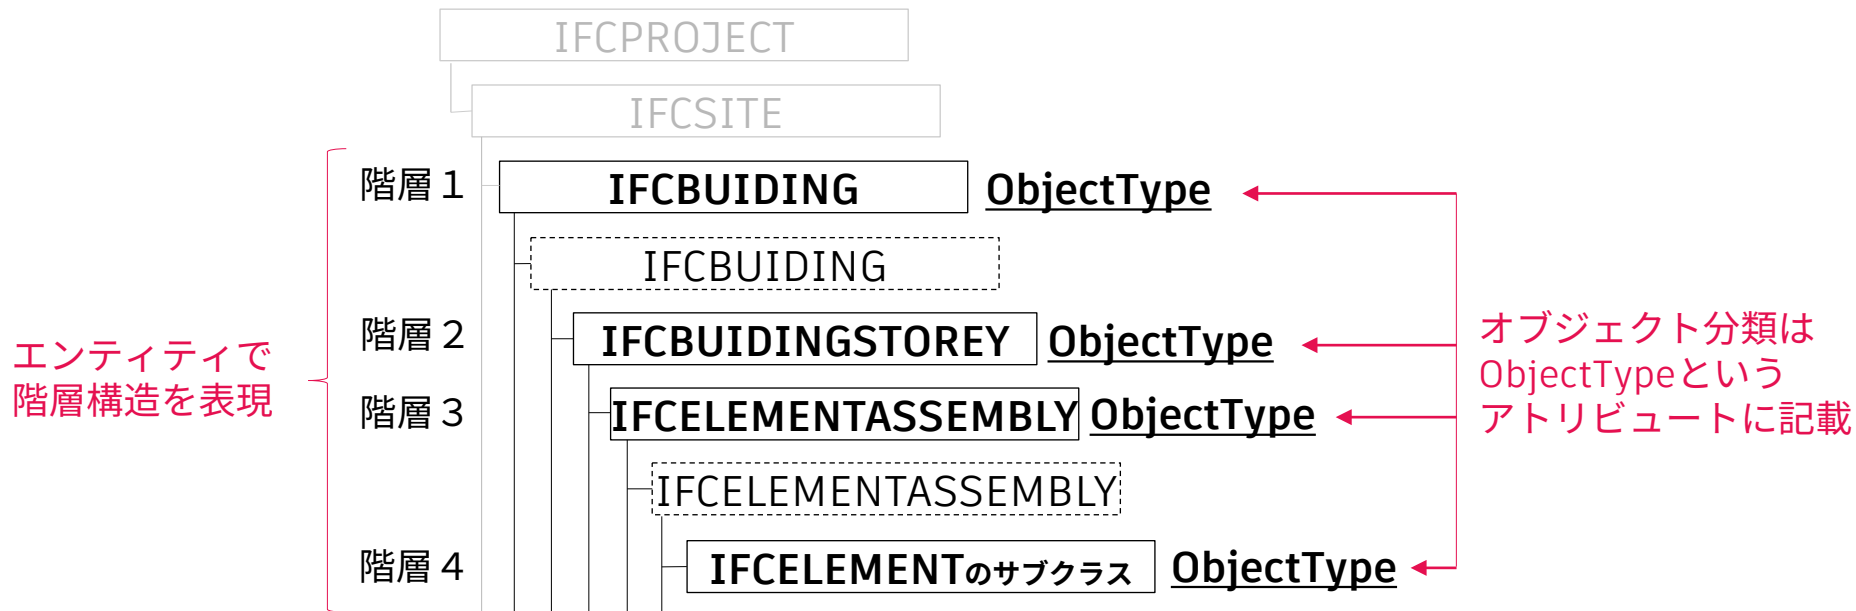 IFCPROJECT
IFCSITE
階層１ IFCBUIDING ObjectType
IFCBUIDING
階層２ IFCBUIDINGSTOREY ObjectType
階層３ IFCELEMENTASSEMBLY ObjectType
IFCELEMENTASSEMBLY
階層４ IFCELEMENTのサブクラス ObjectType
エンティティで
階層構造を表現
オブジェクト分類は
ObjectTypeという
アトリビュートに記載